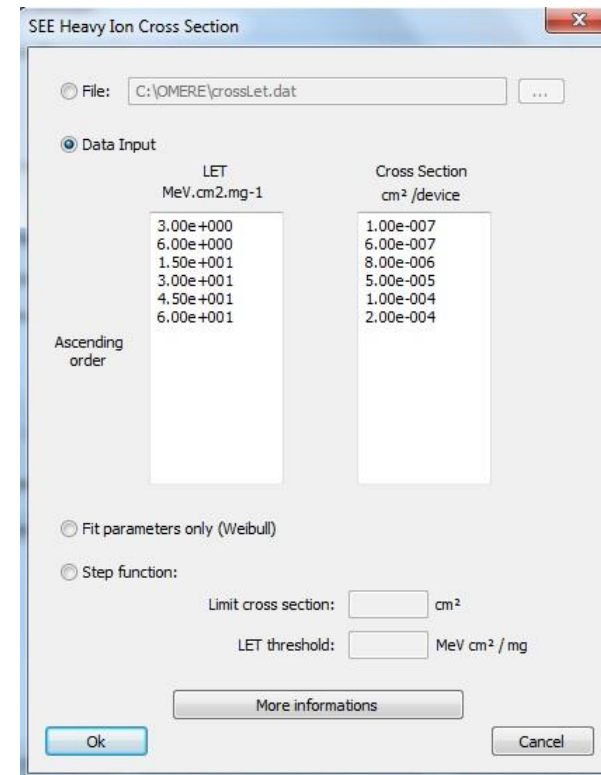 SEE Heavy Ion Cross Section
File: C:\OMERE\crossLet.dat ...
Data Input
LET Cross Section
MeV.cm2.mg-1 cm² /device
3.00e+000 1.00e-007
6.00e+000 6.00e-007
1.50e+001 8.00e-006
3.00e+001 5.00e-005
4.50e+001 1.00e-004
6.00e+001 2.00e-004
Ascending
order
Fit parameters only (Weibull)
Step function:
Limit cross section: cm²
LET threshold: MeV cm² / mg
More informations
Ok Cancel